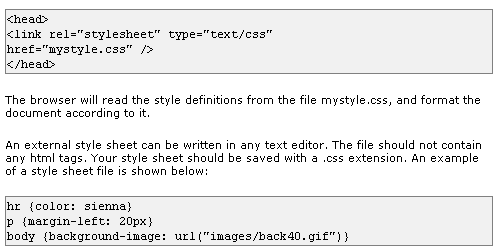 <head>
<link rel="stylesheet" type="text/css"
href="mystyle.css" />
</head>
The browser will read the style definitions from the file mystyle.css, and format the
document according to it.
An external style sheet can be written in any text editor. The file should not contain
any html tags. Your style sheet should be saved with a .css extension. An example
of a style sheet file is shown below:
hr {color: sienna}
p {margin-left: 20px}
body {background-image: url("images/back40.gif")}